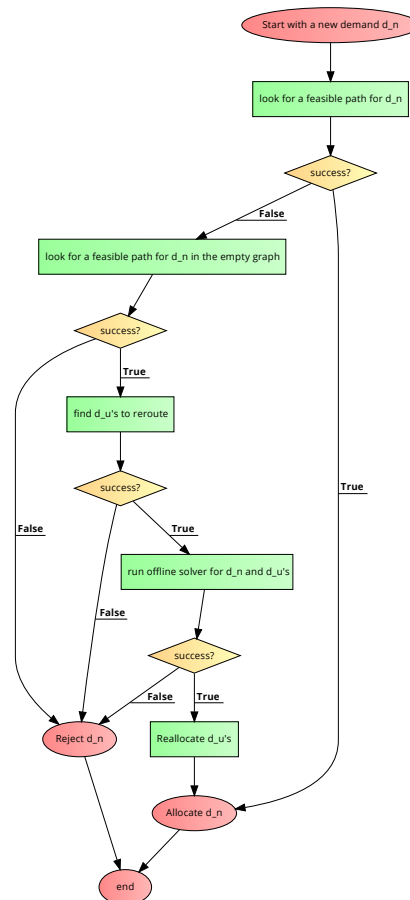 Start with a new demand d_n
look for a feasible path for d_n
success?
False
look for a feasible path for d_n in the empty graph
success?
True
find d_u's to reroute
success?
True
False
True
run offline solver for d_n and d_u's
False
success?
False
True
Reject d_n
Reallocate d_u's
Allocate d_n
end